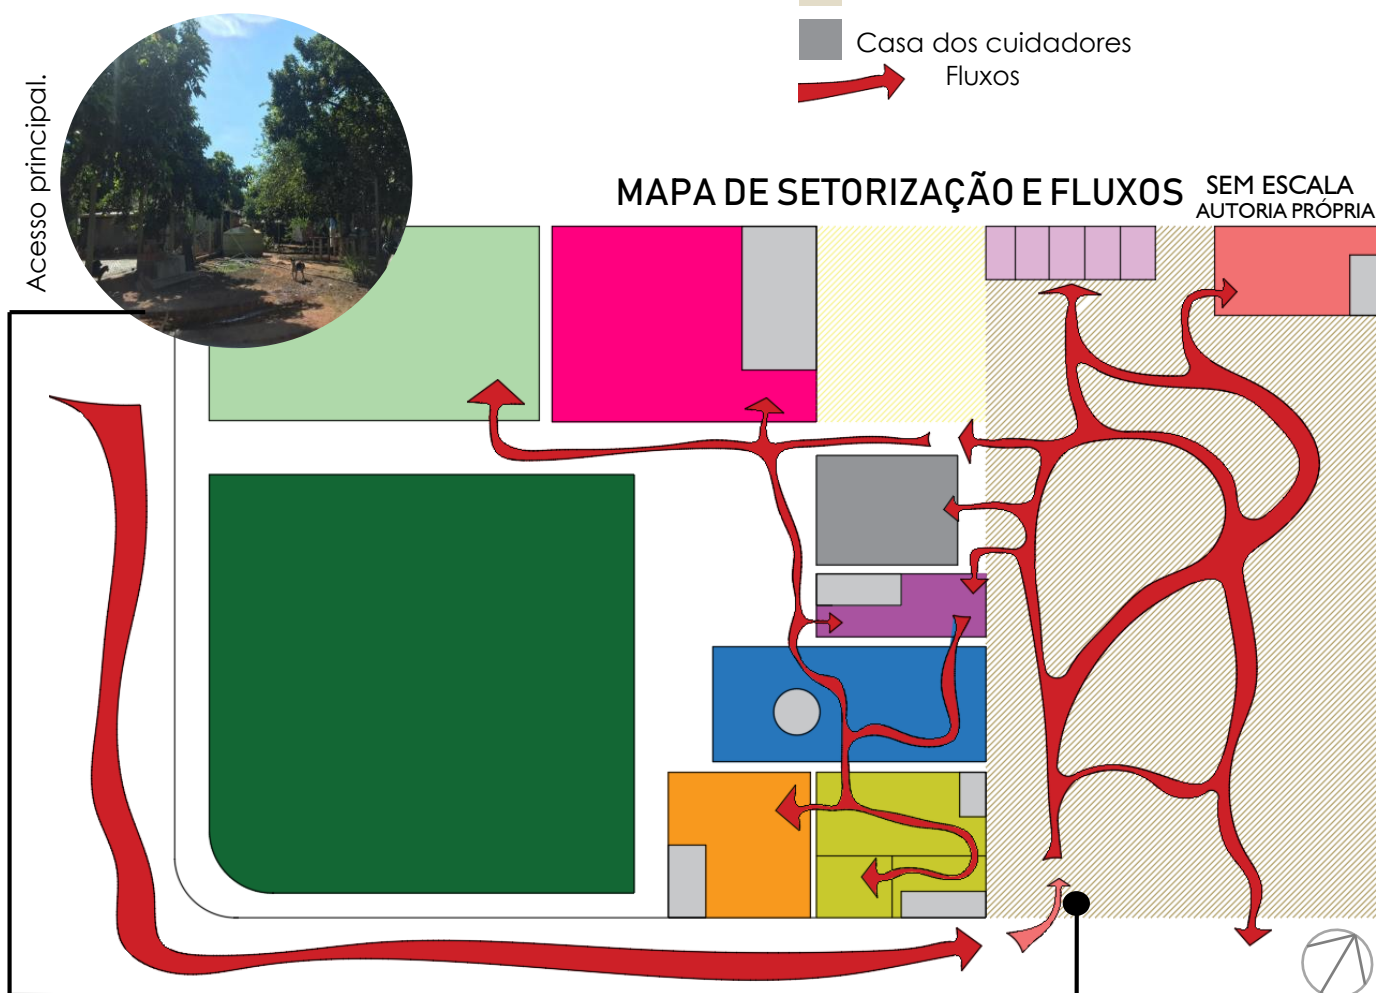 Casa dos cuidadores
Fluxos
Acesso principal.
MAPA DE SETORIZAÇÃO E FLUXOS
SEM ESCALA
AUTORIA PRÓPRIA